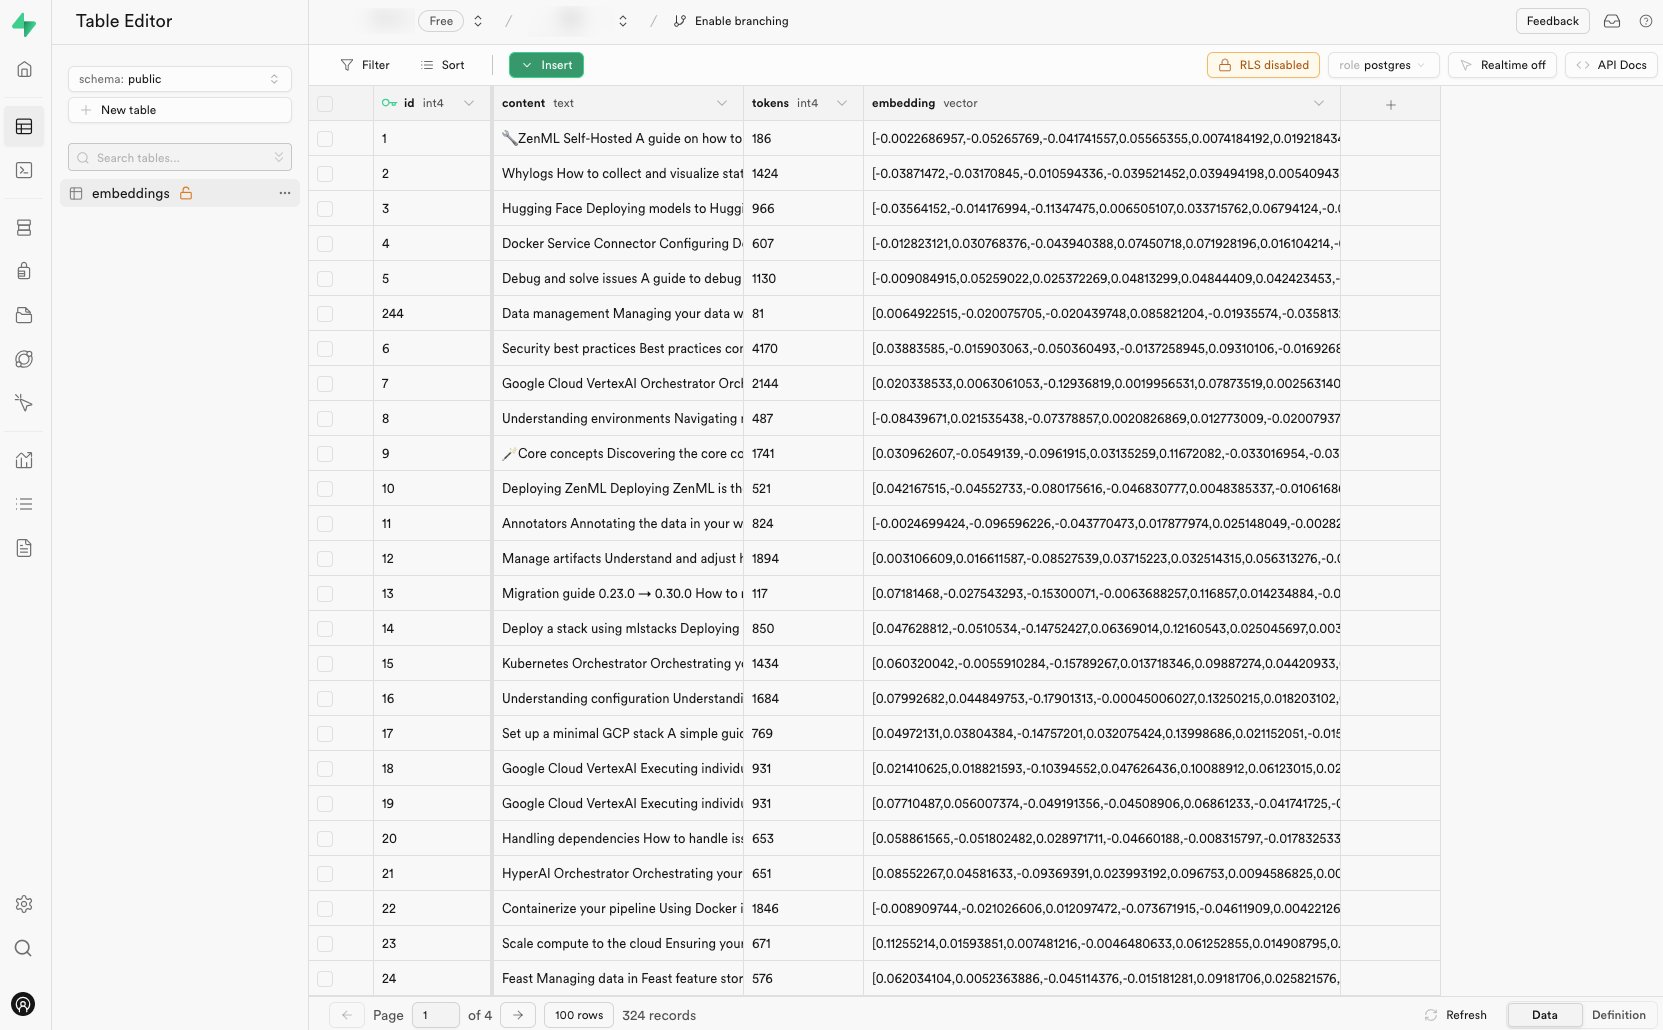 Table Editor
Free / / Enable branching Feedback
schema: public
New table
Search tables...
embeddings
Filter Sort Insert RLS disabled role postgres Realtime off API Docs
id int4 content text tokens int4 embedding vector
1 ZenML Self-Hosted A guide on how to 186 [-0.0022686957,-0.05265769,-0.041741557,0.05565355,0.0074184192,0.01921843
2 Whylogs How to collect and visualize stat 1424 [-0.03871472,-0.03170845,-0.010594336,-0.039521452,0.039494198,0.00540943
3 Hugging Face Deploying models to Huggi 966 [-0.03564152,-0.014176994,-0.11347475,0.006505107,0.033715762,0.06794124,-0.0
4 Docker Service Connector Configuring D 607 [-0.012823121,0.030768376,-0.043940388,0.07450718,0.071928196,0.016104214,-
5 Debug and solve issues A guide to debug 1130 [-0.009084915,0.05259022,0.025372269,0.04813299,0.04844409,0.042423453,-
244 Data management Managing your data w 81 [0.0064922515,-0.020075705,-0.020439748,0.085821204,-0.01935574,-0.035813
6 Security best practices Best practices con 4170 [0.03883585,-0.015903063,-0.050360493,-0.0137258945,0.09310106,-0.0169268
7 Google Cloud VertexAI Orchestrator Orch 2144 [0.020338533,0.0063061053,-0.12936819,0.0019956531,0.07873519,0.002563140
8 Understanding environments Navigating 487 [-0.08439671,0.021535438,-0.07378857,0.0020826869,0.012773009,-0.02007937
9 Core concepts Discovering the core co 1741 [0.030962607,-0.0549139,-0.0961915,0.03135259,0.11672082,-0.033016954,-0.03
10 Deploying ZenML Deploying ZenML is th 521 [0.042167515,-0.04552733,-0.080175616,-0.046830777,0.0048385337,-0.0106168
11 Annotators Annotating the data in your w 824 [-0.0024699424,-0.096596226,-0.043770473,0.017877974,0.025148049,-0.00282
12 Manage artifacts Understand and adjust h 1894 [0.003106609,0.016611587,-0.08527539,0.03715223,0.032514315,0.056313276,-0.0
13 Migration guide 0.23.0 → 0.30.0 How to 117 [0.07181468,-0.027543293,-0.15300071,-0.0063688257,0.116857,0.014234884,-0.0
14 Deploy a stack using mlstacks Deploying 850 [0.047628812,-0.0510534,-0.14752427,0.06369014,0.12160543,0.025045697,0.003
15 Kubernetes Orchestrator Orchestrating y 1434 [0.060320042,-0.0055910284,-0.15789267,0.013718346,0.09887274,0.04420933,
16 Understanding configuration Understandi 1684 [0.07992682,0.044849753,-0.17901313,-0.00045006027,0.13250215,0.018203102,
17 Set up a minimal GCP stack A simple guid 769 [0.04972131,0.03804384,-0.14757201,0.032075424,0.13998686,0.021152051,-0.015
18 Google Cloud VertexAI Executing individu 931 [0.021410625,0.018821593,-0.10394552,0.047626436,0.10088912,0.06123015,0.02
19 Google Cloud VertexAI Executing individu 931 [0.07710487,0.056007374,-0.049191356,-0.04508906,0.06861233,-0.041741725,-0
20 Handling dependencies How to handle iss 653 [0.058861565,-0.051802482,0.028971711,-0.04660188,-0.008315797,-0.017832533
21 HyperAI Orchestrator Orchestrating your 651 [0.08552267,0.04581633,-0.09369391,0.023993192,0.096753,0.0094586825,0.00
22 Containerize your pipeline Using Docker i 1846 [-0.008909744,-0.021026606,0.012097472,-0.073671915,-0.04611909,0.00422126
23 Scale compute to the cloud Ensuring your 671 [0.11255214,0.01593851,0.007481216,-0.0046480633,0.061252855,0.014908795,0.
24 Feast Managing data in Feast feature stor 576 [0.062034104,0.0052363886,-0.045114376,-0.015181281,0.09181706,0.025821576,
Page 1 of 4 100 rows 324 records Refresh Data Definition